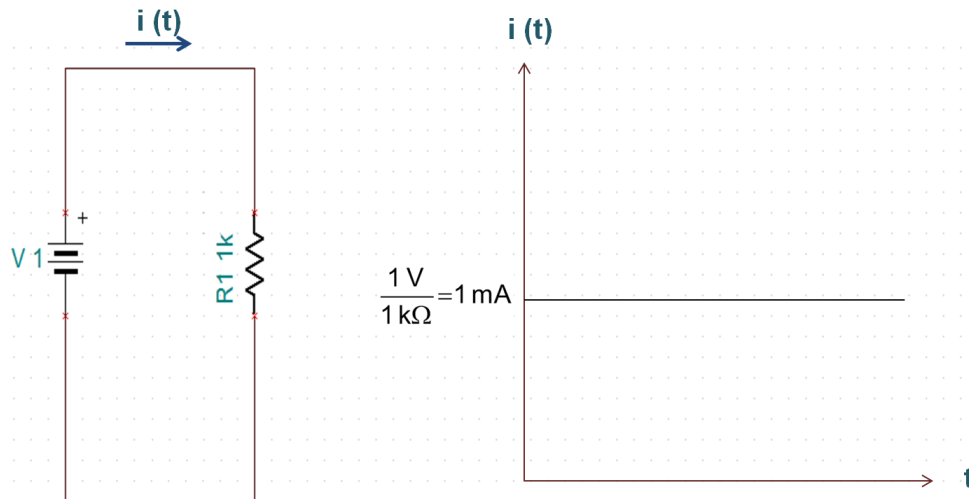 i (t)
i (t)
+
V 1
R1 1k
1 V
1 kΩ
=1 mA
t